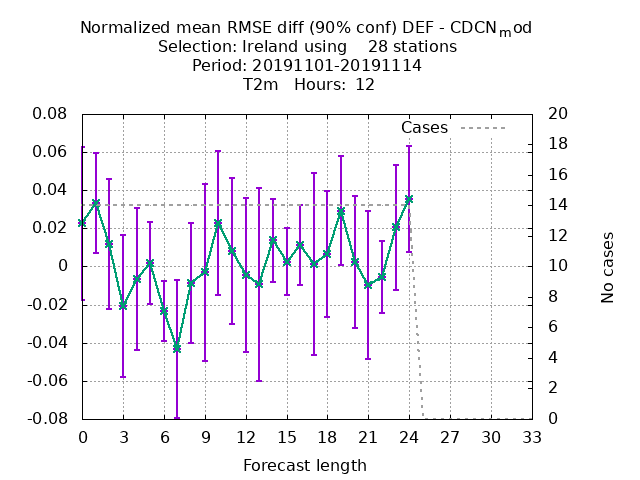 Normalized mean RMSE diff (90% conf) DEF - CDCNmod
Selection: Ireland using 28 stations
Period: 20191101-20191114
T2m Hours: 12
0.08
0.06
0.04
0.02
0
-0.02
-0.04
-0.06
-0.08
Cases
20
18
16
14
12
10
8
6
4
2
0
No cases
0 3 6 9 12 15 18 21 24 27 30 33
Forecast length